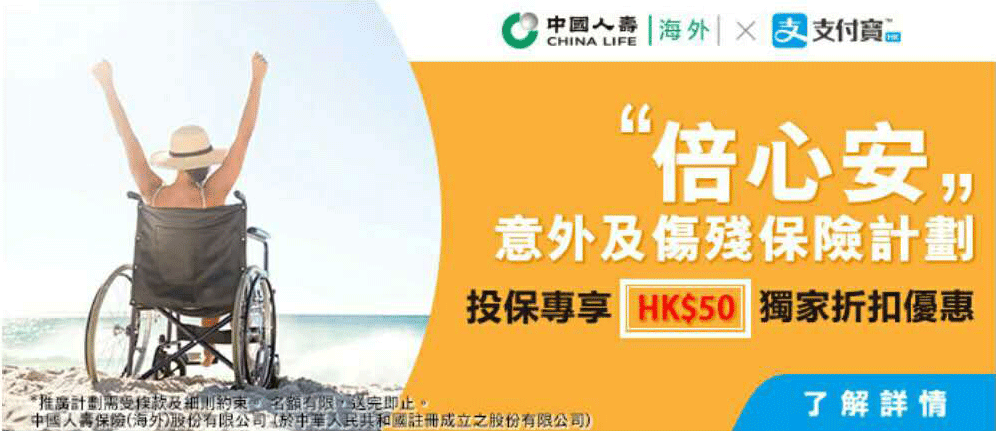 中國人壽 CHINA LIFE 海外 × 支付寶™ HK
“倍心安”
意外及傷殘保險計劃
投保專享 HK$50 獨家折扣優惠
*推廣計劃需受條款及細則約束。 名額有限，送完即止。
中國人壽保險(海外)股份有限公司 (於中華人民共和國註冊成立之股份有限公司)
了解詳情